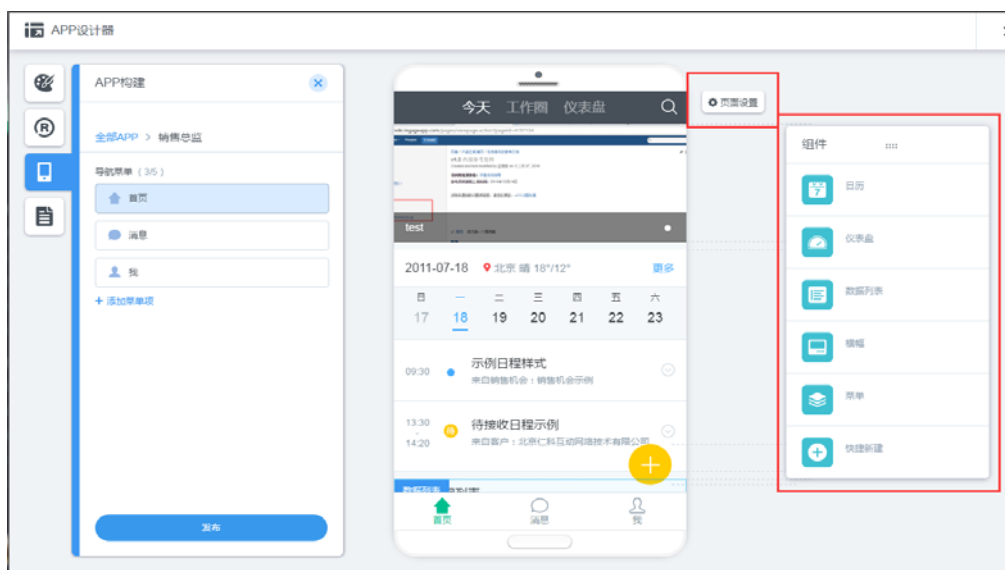 APP设计器
APP构建
全部APP > 销售总监
导航菜单（3/5）
首页
消息
我
+ 添加菜单项
发布
今天 工作圈 仪表盘
test
2011-07-18 北京 晴 18°/12° 更多
日 一 二 三 四 五 六
17 18 19 20 21 22 23
09:30
示例日程样式
来自销售机会：销售机会示例
13:30
-
14:20
待接收日程示例
来自客户：北京仁科互动网络技术有限公司
数据列表
首页 消息 我
页面设置
组件
日历
仪表盘
数据列表
横幅
菜单
快捷新建